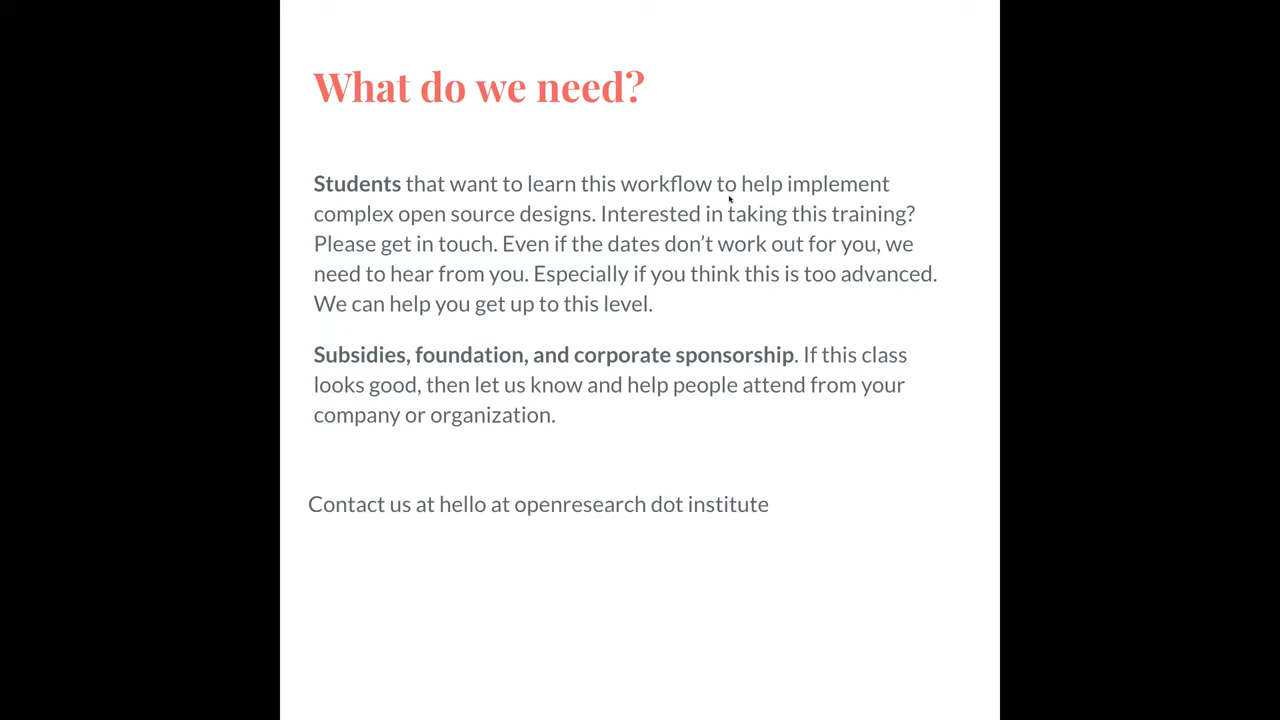 What do we need?
Students that want to learn this workflow to help implement
complex open source designs. Interested in taking this training?
Please get in touch. Even if the dates don’t work out for you, we
need to hear from you. Especially if you think this is too advanced.
We can help you get up to this level.
Subsidies, foundation, and corporate sponsorship. If this class
looks good, then let us know and help people attend from your
company or organization.
Contact us at hello at openresearch dot institute